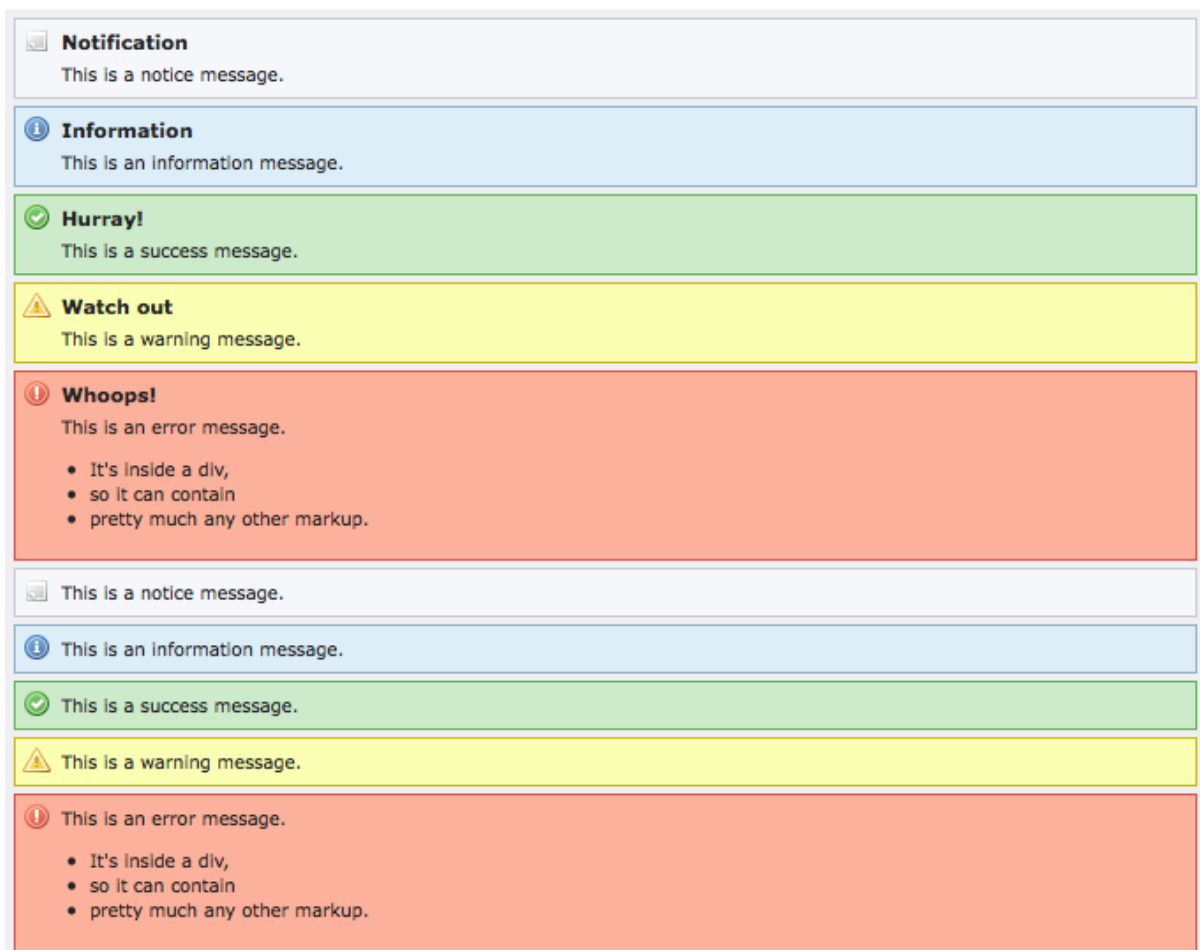 Notification
This is a notice message.
Information
This is an information message.
Hurray!
This is a success message.
Watch out
This is a warning message.
Whoops!
This is an error message.
• It's inside a div,
• so it can contain
• pretty much any other markup.
This is a notice message.
This is an information message.
This is a success message.
This is a warning message.
This is an error message.
• It's inside a div,
• so it can contain
• pretty much any other markup.